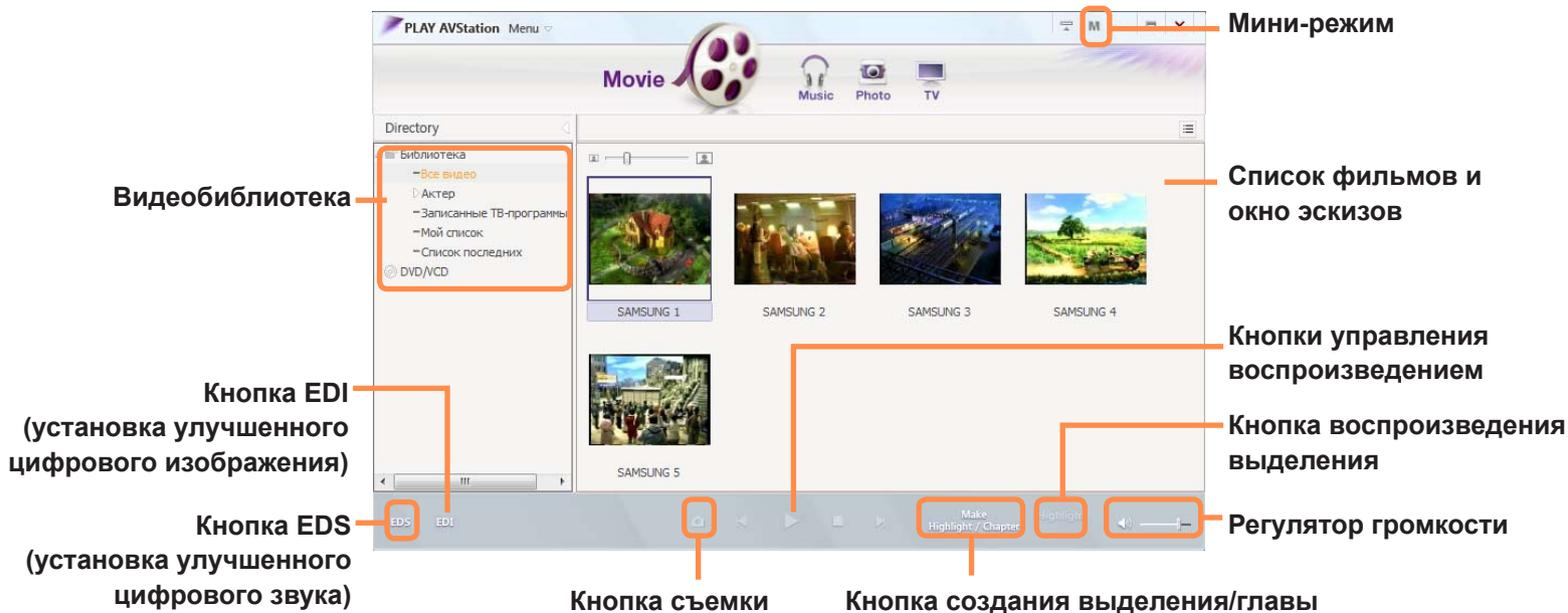 PLAY AVStation Menu
M
Мини-режим
Movie
Music
Photo
TV
Directory
Библиотека
Все видео
Актер
Записанные ТВ-программы
Мой список
Список последних
DVD/VCD
Видеобиблиотека
Список фильмов и
окно эскизов
SAMSUNG 1
SAMSUNG 2
SAMSUNG 3
SAMSUNG 4
SAMSUNG 5
Кнопки управления
воспроизведением
Кнопка EDI
(установка улучшенного
цифрового изображения)
Кнопка воспроизведения
выделения
EDS
EDI
Make
Highlight / Chapter
Highlight
Регулятор громкости
Кнопка EDS
(установка улучшенного
цифрового звука)
Кнопка съемки
Кнопка создания выделения/главы